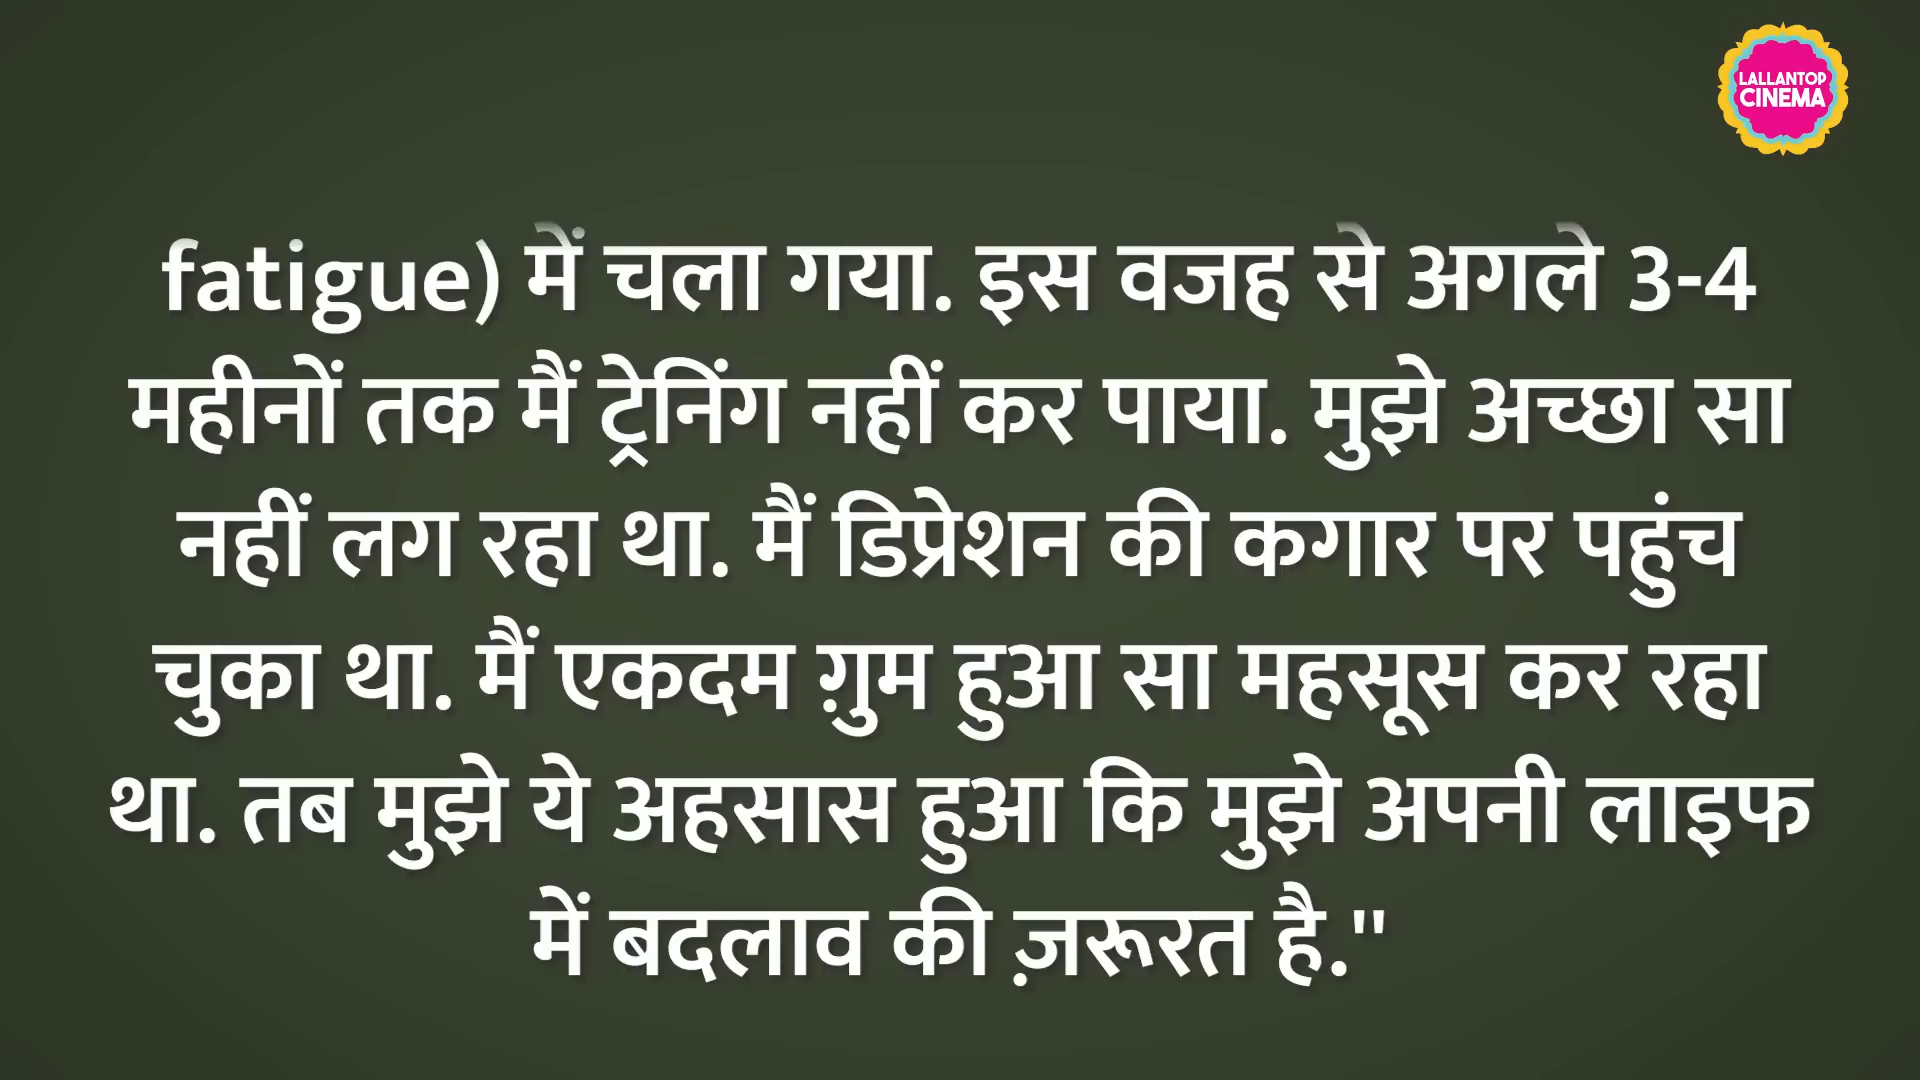 LALLANTOP
CINEMA
fatigue) में चला गया. इस वजह से अगले 3-4
महीनों तक मैं ट्रेनिंग नहीं कर पाया. मुझे अच्छा सा
नहीं लग रहा था. मैं डिप्रेशन की कगार पर पहुंच
चुका था. मैं एकदम ग़ुम हुआ सा महसूस कर रहा
था. तब मुझे ये अहसास हुआ कि मुझे अपनी लाइफ
में बदलाव की ज़रूरत है."